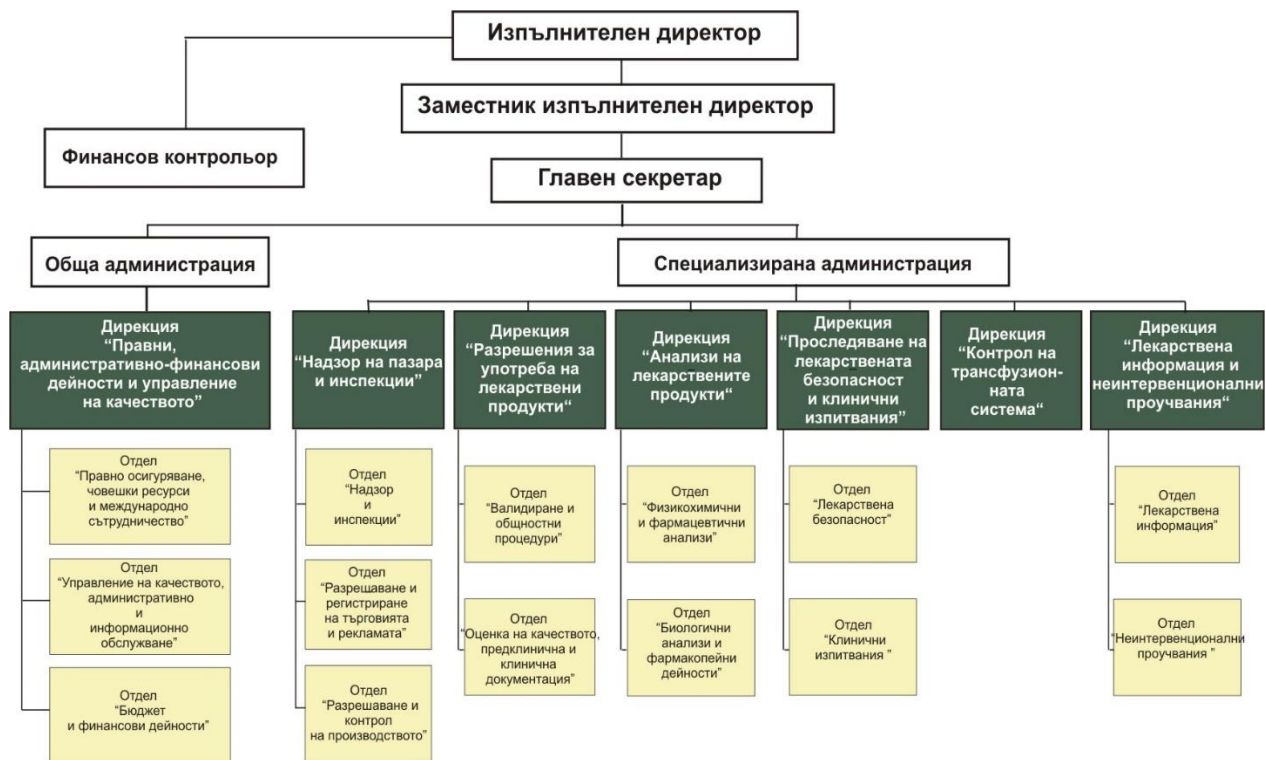 Изпълнителен директор
Заместник изпълнителен директор
Финансов контрольор
Главен секретар
Обща администрация
Специализирана администрация
Дирекция
“Правни,
административно-финансови
дейности и управление
на качеството”
Дирекция
“Надзор на пазара
и инспекции”
Дирекция
“Разрешения за
употреба на
лекарствени
продукти“
Дирекция
“Анализи на
лекарствените
продукти“
Дирекция
“Проследяване на
лекарствената
безопасност
и клинични
изпитвания”
Дирекция
“Контрол на
трансфузион-
ната
система“
Дирекция
“Лекарствена
информация и
неинтервенционални
проучвания“
Отдел
“Правно осигуряване,
човешки ресурси
и международно
сътрудничество”
Отдел
“Управление на качеството,
административно
и
информационно
обслужване”
Отдел
“Бюджет
и финансови дейности”
Отдел
“Надзор
и
инспекции”
Отдел
“Разрешаване и
регистриране
на търговията
и рекламата”
Отдел
“Разрешаване и
контрол
на производството”
Отдел
“Валидиране и
общностни
процедури”
Отдел
“Оценка на качеството,
предклинична и
клинична
документация”
Отдел
“Физикохимични
и фармацевтични
анализи”
Отдел
“Биологични
анализи и
фармакопейни
дейности”
Отдел
“Лекарствена
безопасност”
Отдел
“Клинични
изпитвания ”
Отдел
“Лекарствена
информация”
Отдел
“Неинтервенционални
проучвания ”